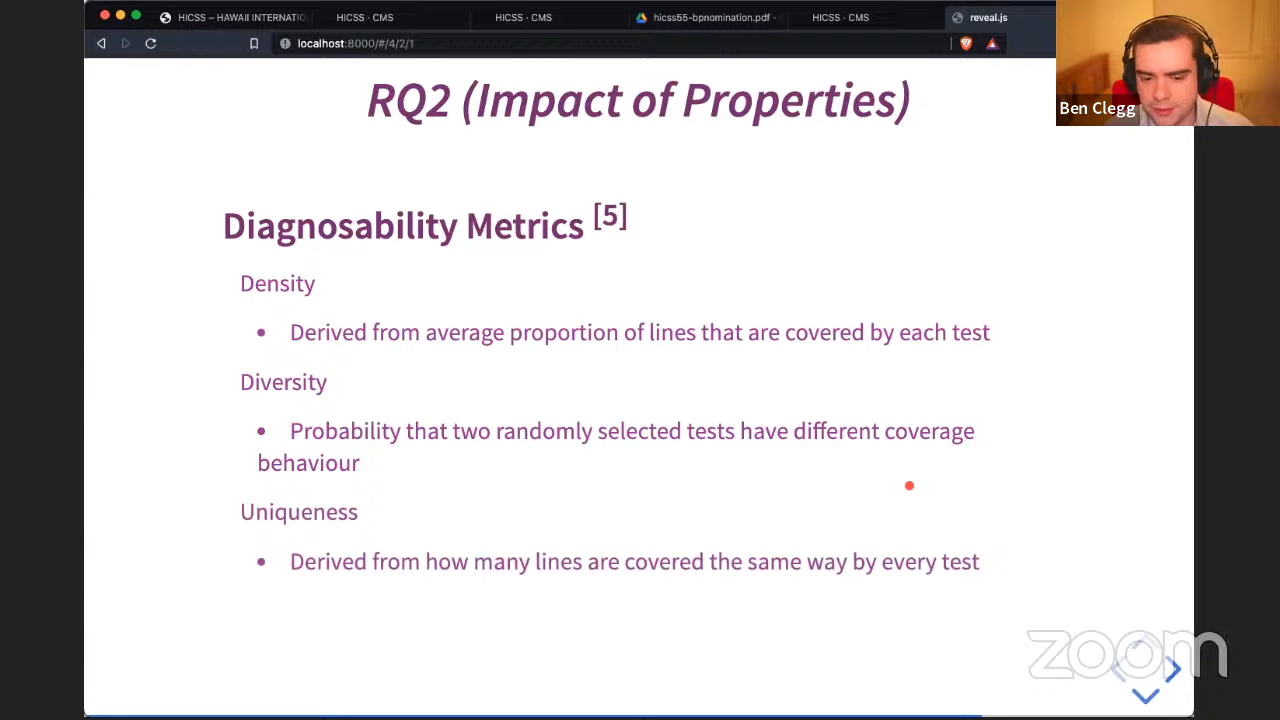 HICSS – HAWAII INTERNATIO
HICSS · CMS
HICSS · CMS
hicss55-bpnomination.pdf -
HICSS · CMS
reveal.js
localhost:8000/#/4/2/1
Ben Clegg
RQ2 (Impact of Properties)
Diagnosability Metrics [5]
Density
• Derived from average proportion of lines that are covered by each test
Diversity
• Probability that two randomly selected tests have different coverage
behaviour
Uniqueness
• Derived from how many lines are covered the same way by every test
zoom